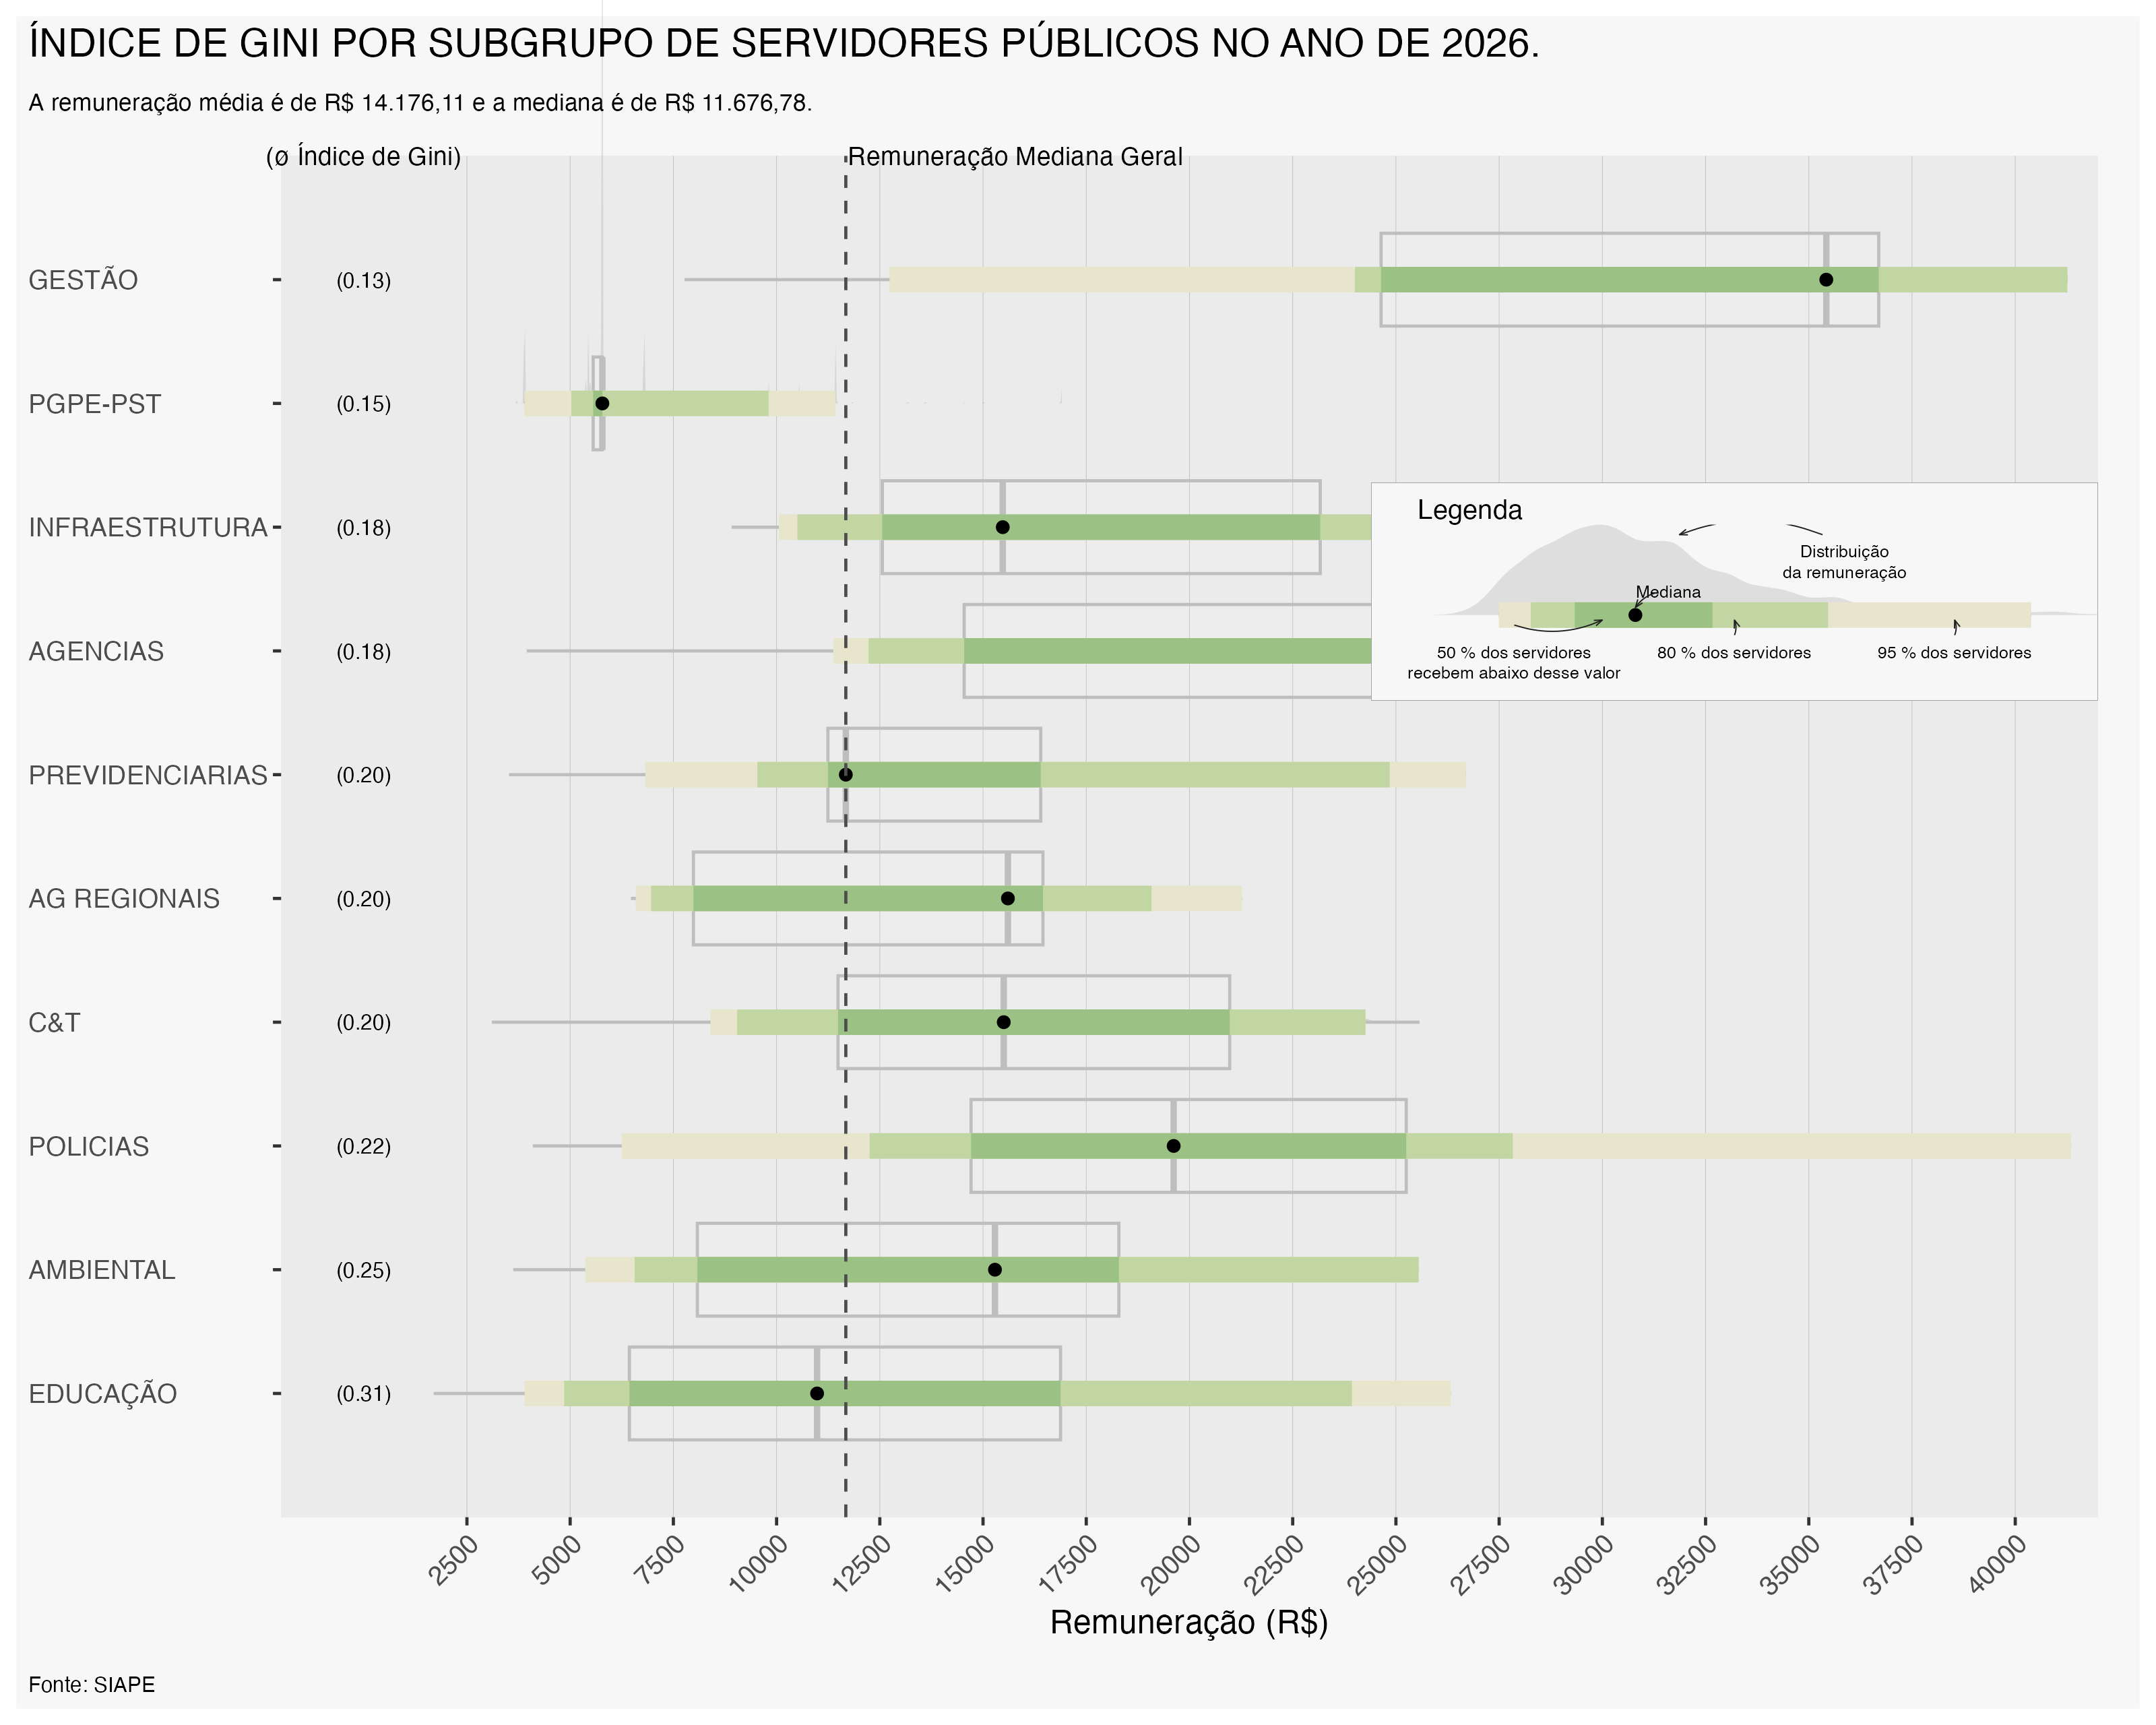 ÍNDICE DE GINI POR SUBGRUPO DE SERVIDORES PÚBLICOS NO ANO DE 2026.
A remuneração média é de R$ 14.176,11 e a mediana é de R$ 11.676,78.
(ø Índice de Gini)
Remuneração Mediana Geral
GESTÃO (0.13)
PGPE-PST (0.15)
INFRAESTRUTURA (0.18)
Legenda
Distribuição
da remuneração
Mediana
50 % dos servidores
recebem abaixo desse valor
80 % dos servidores
95 % dos servidores
AGENCIAS (0.18)
PREVIDENCIARIAS (0.20)
AG REGIONAIS (0.20)
C&T (0.20)
POLICIAS (0.22)
AMBIENTAL (0.25)
EDUCAÇÃO (0.31)
2500 5000 7500 10000 12500 15000 17500 20000 22500 25000 27500 30000 32500 35000 37500 40000
Remuneração (R$)
Fonte: SIAPE